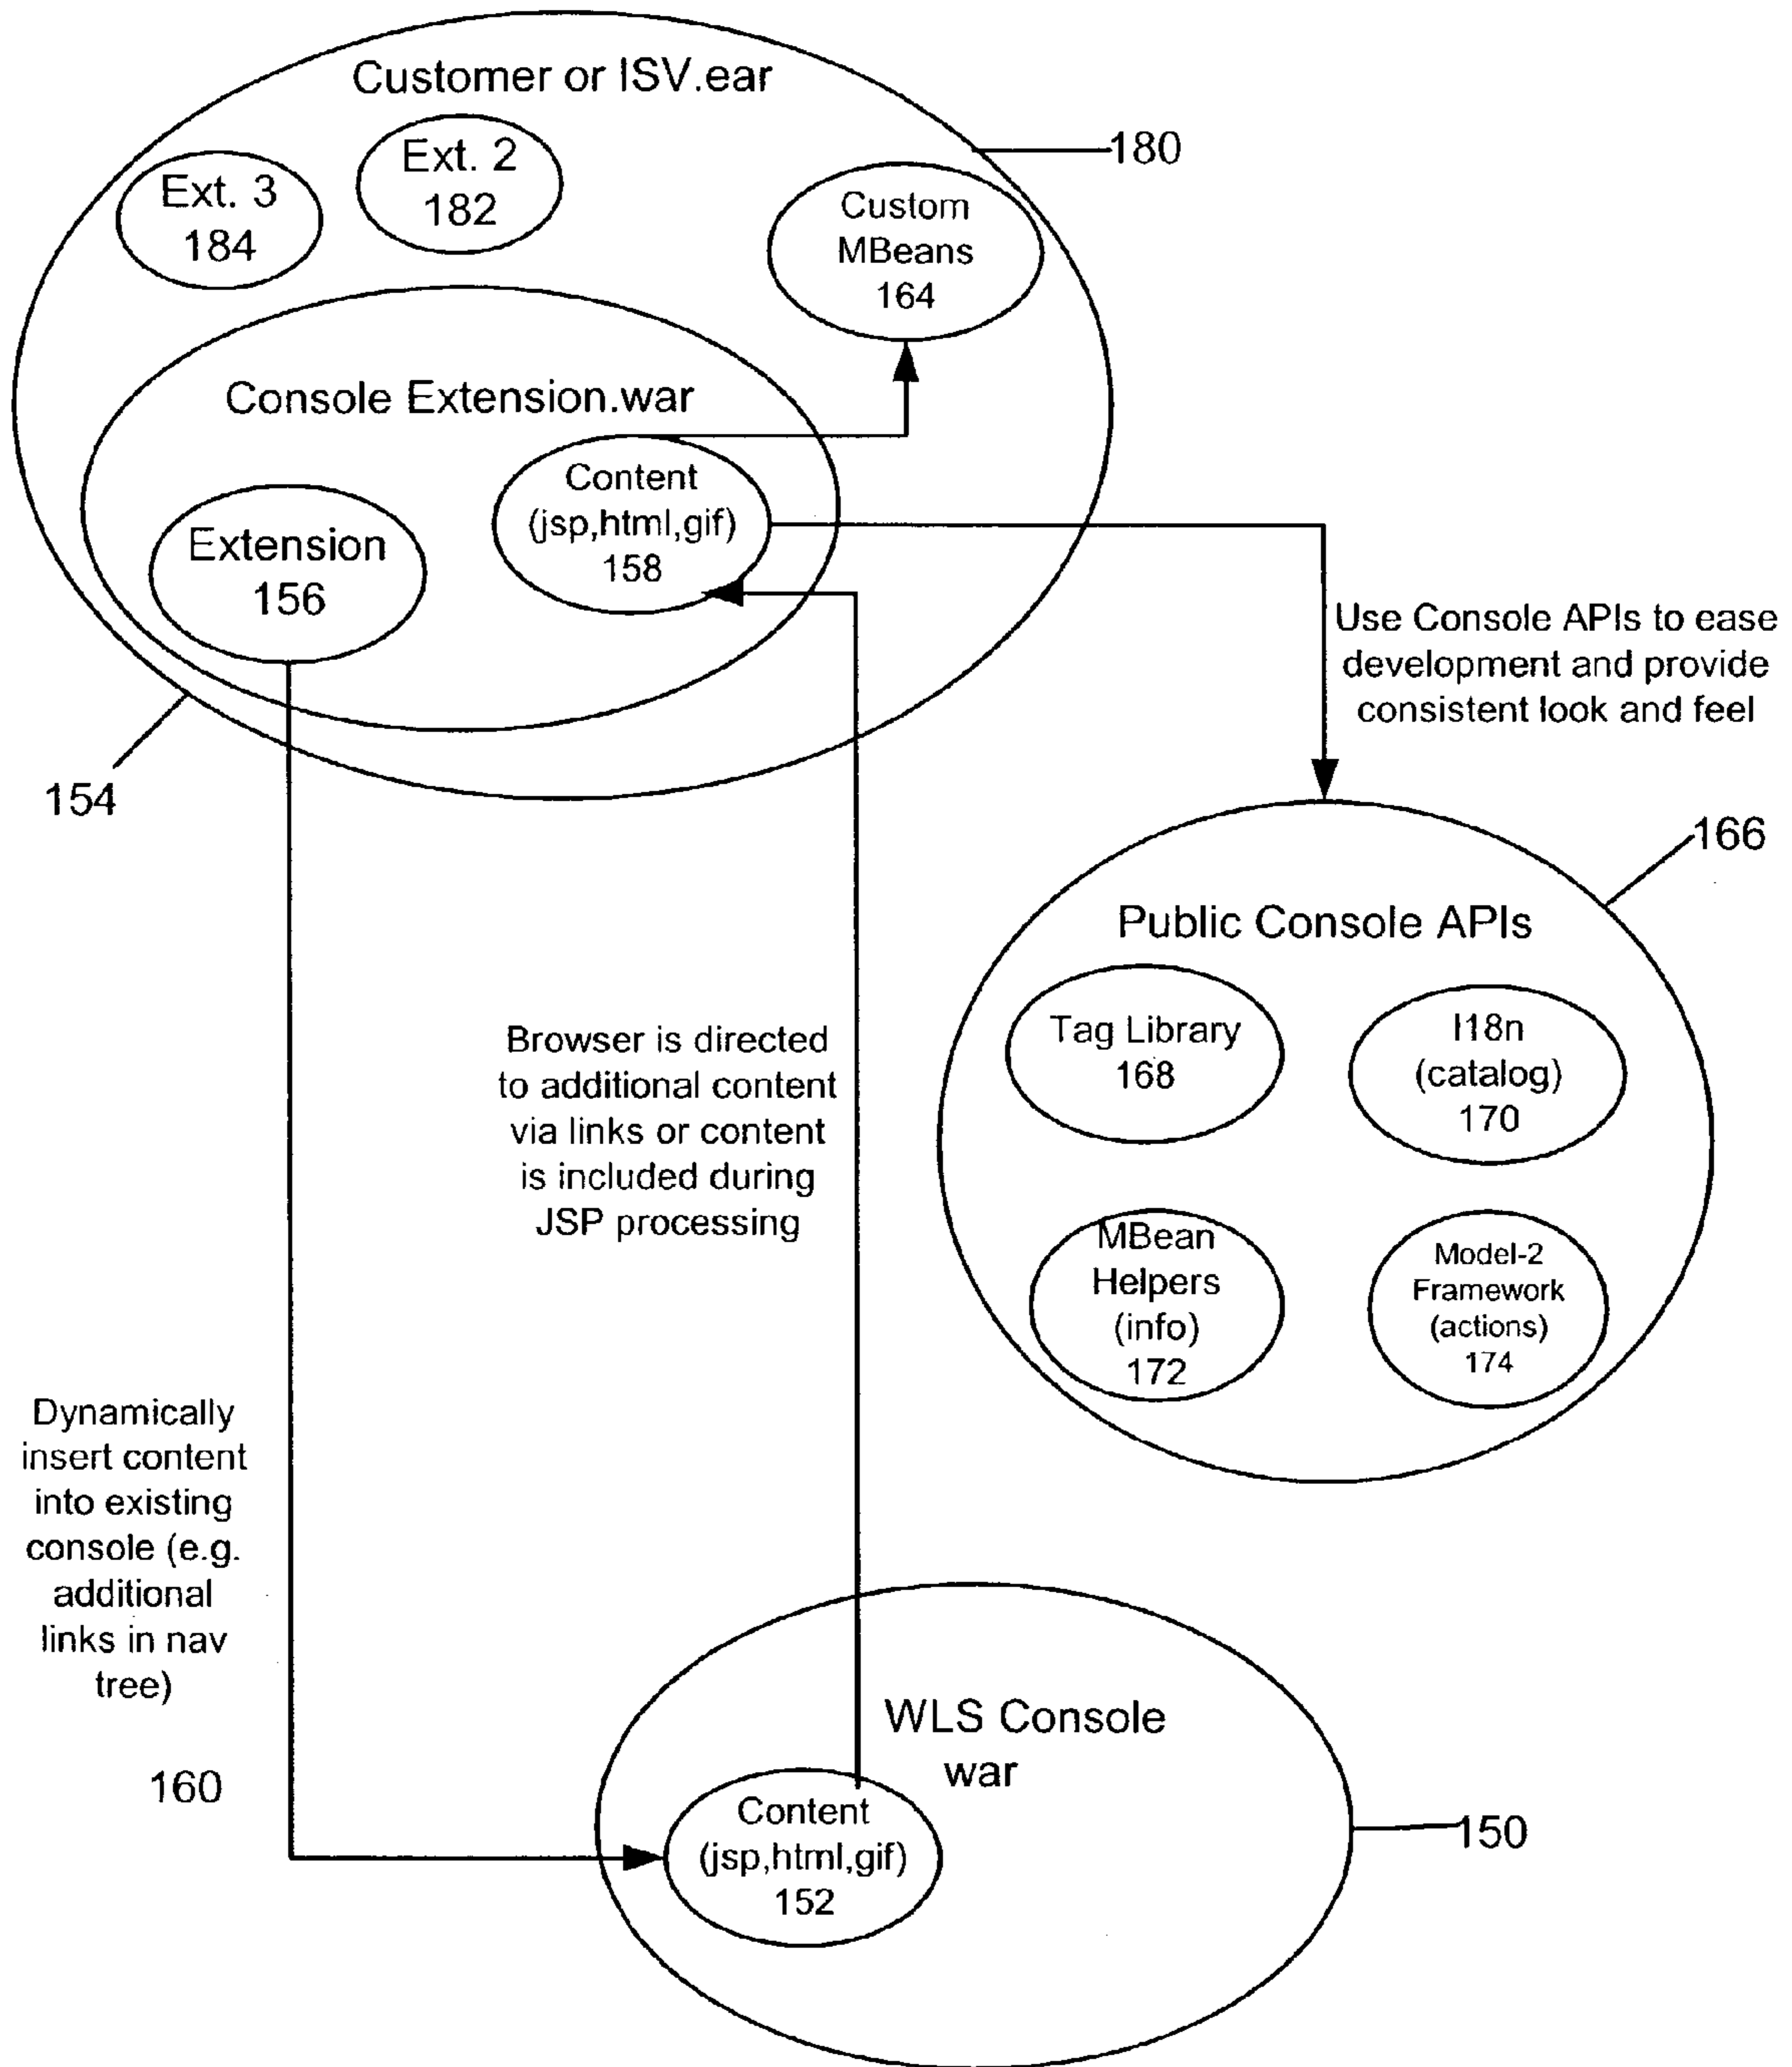 Customer or ISV.ear
180
Ext. 3
184
Ext. 2
182
Custom
MBeans
164
Console Extension.war
Content
(jsp,html,gif)
158
Extension
156
154
Use Console APIs to ease
development and provide
consistent look and feel
166
Public Console APIs
Tag Library
168
I18n
(catalog)
170
MBean
Helpers
(info)
172
Model-2
Framework
(actions)
174
Browser is directed
to additional content
via links or content
is included during
JSP processing
Dynamically
insert content
into existing
console (e.g.
additional
links in nav
tree)
160
WLS Console
war
Content
(jsp,html,gif)
152
150